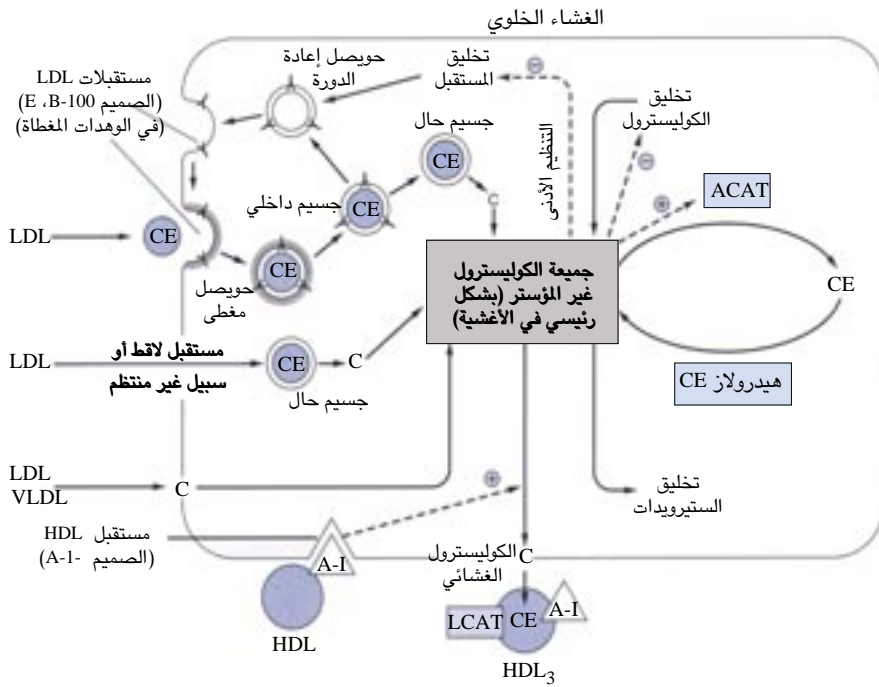 الغشاء الخلوي
مستقبلات LDL
(الصميم B-100، E)
(في الوهدات المغطاة)
حويصل إعادة
الدورة
تخليق
المستقبل
تخليق
الكوليسترول
جسيم حال
CE
ACAT
التنظيم الأدنى
جسيم داخلي
CE
C
LDL
CE
CE
حويصل
مغطى
جميعة الكوليسترول
غير المؤستر (بشكل
رئيسي في الأغشية)
CE
LDL
مستقبل لاقط أو
سبيل غير منتظم
CE
C
جسيم حال
هيدرولاز CE
LDL
VLDL
C
تخليق
الستيرويدات
مستقبل HDL
(الصميم -A-1)
A-I
HDL
الكوليسترول
الغشائي
C
LCAT
CE
A-I
HDL3